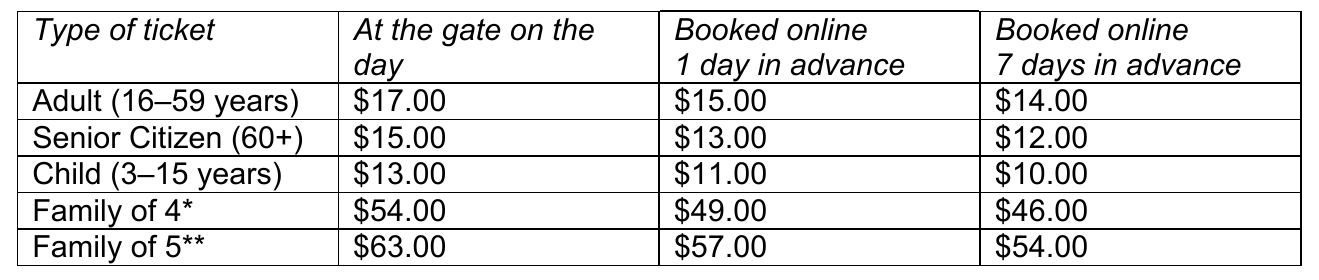 Type of ticket At the gate on the day Booked online 1 day in advance Booked online 7 days in advance
Adult (16–59 years) $17.00 $15.00 $14.00
Senior Citizen (60+) $15.00 $13.00 $12.00
Child (3–15 years) $13.00 $11.00 $10.00
Family of 4* $54.00 $49.00 $46.00
Family of 5** $63.00 $57.00 $54.00